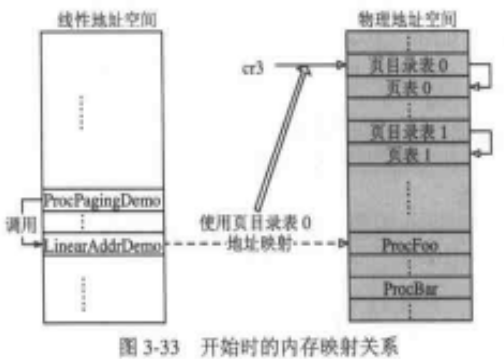 线性地址空间
物理地址空间
cr3
页目录表 0
页表 0
页目录表 1
页表 1
ProcPagingDemo
调用
使用页目录表 0
LinearAddrDemo
地址映射
ProcFoo
ProcBar
图 3-33 开始时的内存映射关系